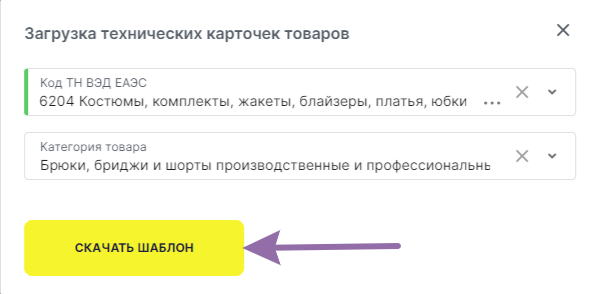 Загрузка технических карточек товаров
Код ТН ВЭД ЕАЭС
6204 Костюмы, комплекты, жакеты, блайзеры, платья, юбки ...
Категория товара
Брюки, бриджи и шорты производственные и профессиональн
СКАЧАТЬ ШАБЛОН